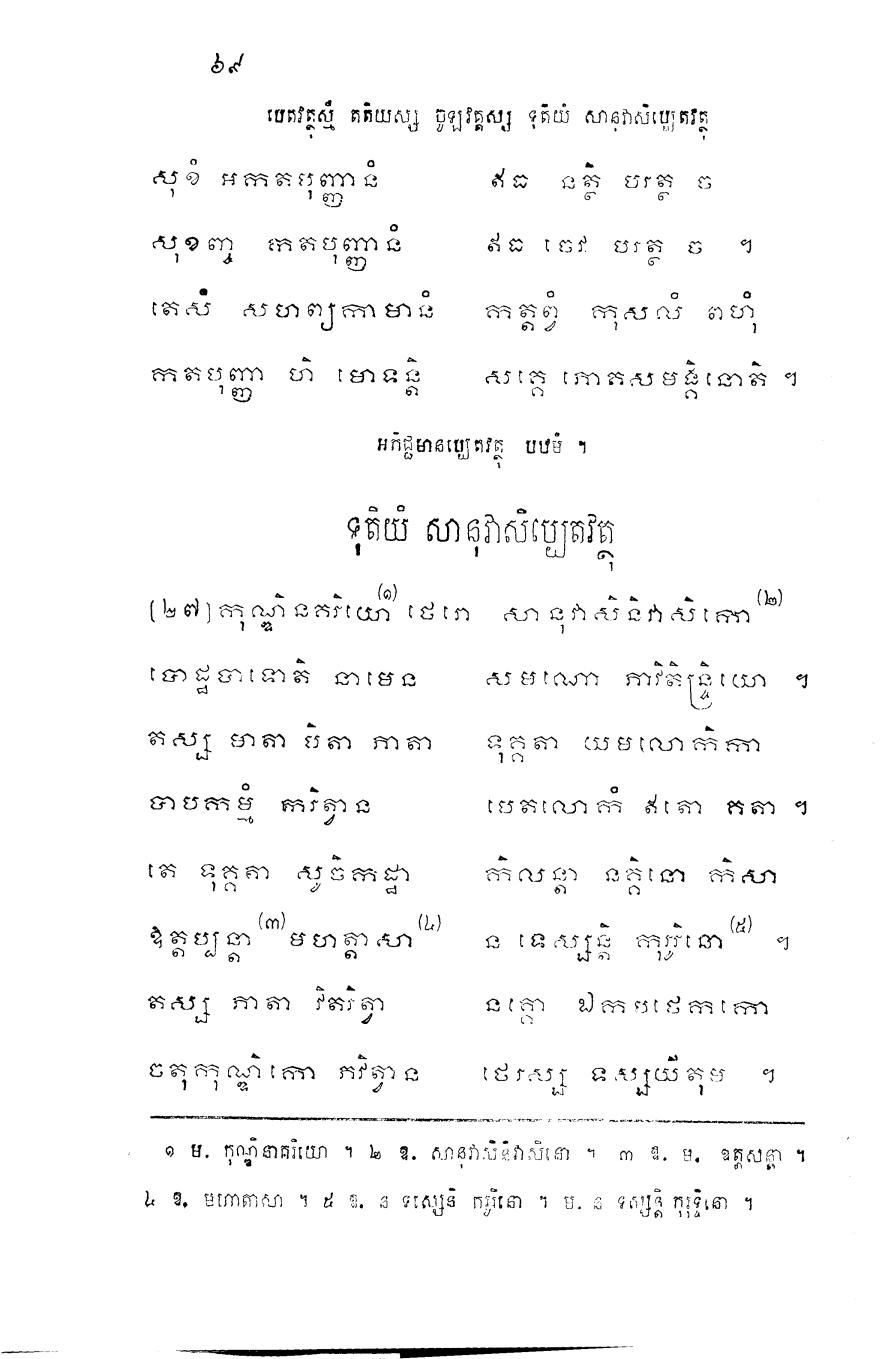 ៦៩
បេតវត្ថុស្មឹ តតិយស្ស ចូឡវគ្គស្ស ទុតិយំ សានុវាសិប្បេតវត្ថុ
សុខំ អកតបុញ្ញានំ ឥធ នត្ថិ បរត្ថ ច
សុខញ្ច កតបុញ្ញានំ ឥធ ចេវ បរត្ថ ច ។
តេសំ សហព្យកាមានំ កត្តព្វំ កុសលំ ពហុំ
កតបុញ្ញា ហិ មោទន្តិ សគ្គេ ភោគសមង្គិនោតិ ។
អភិជ្ជមានប្បេតវត្ថុ បឋមំ ។
ទុតិយំ សានុវាសិប្បេតវត្ថុ
(២៧) កុណ្ឌិនគរិយោ(១) ថេរោ សានុវាសិនិវាសិកោ(២)
បោដ្ឋបាទោតិ នាមេន សមណោ ភាវិតិន្ទ្រិយោ ។
តស្ស មាតា បិតា ភាតា ទុគ្គតា យមលោកិកា
បាបកម្មំ ករិត្វាន បេតលោកំ ឥតោ គតា ។
តេ ទុគ្គតា សូចិកដ្ដា កិលន្តា នគ្គិនោ កិសា
ឱត្តប្បន្តា(៣) មហត្តាសា(៤) ន ទេស្សន្តិ កុរូរិនោ(៥) ។
តស្ស ភាតា វិតរិត្វា នគ្គោ ឯកបថេកកោ
ចតុកុណ្ឌិកោ ភវិត្វាន ថេរស្ស ទស្សយីតុម ។
១ ម. កុណ្ឌិនាគរិយោ ។ ២ ឱ. សានុវាសិនិវាសិនោ ។ ៣ ឱ. ម. ឧត្តសន្តា ។
៤ ឱ. មហោតាសា ។ ៥ ឱ. ន ទស្សេនិ ករូរិនោ ។ ម. ន ទស្សន្តិ កុរុទ្ទិនោ ។